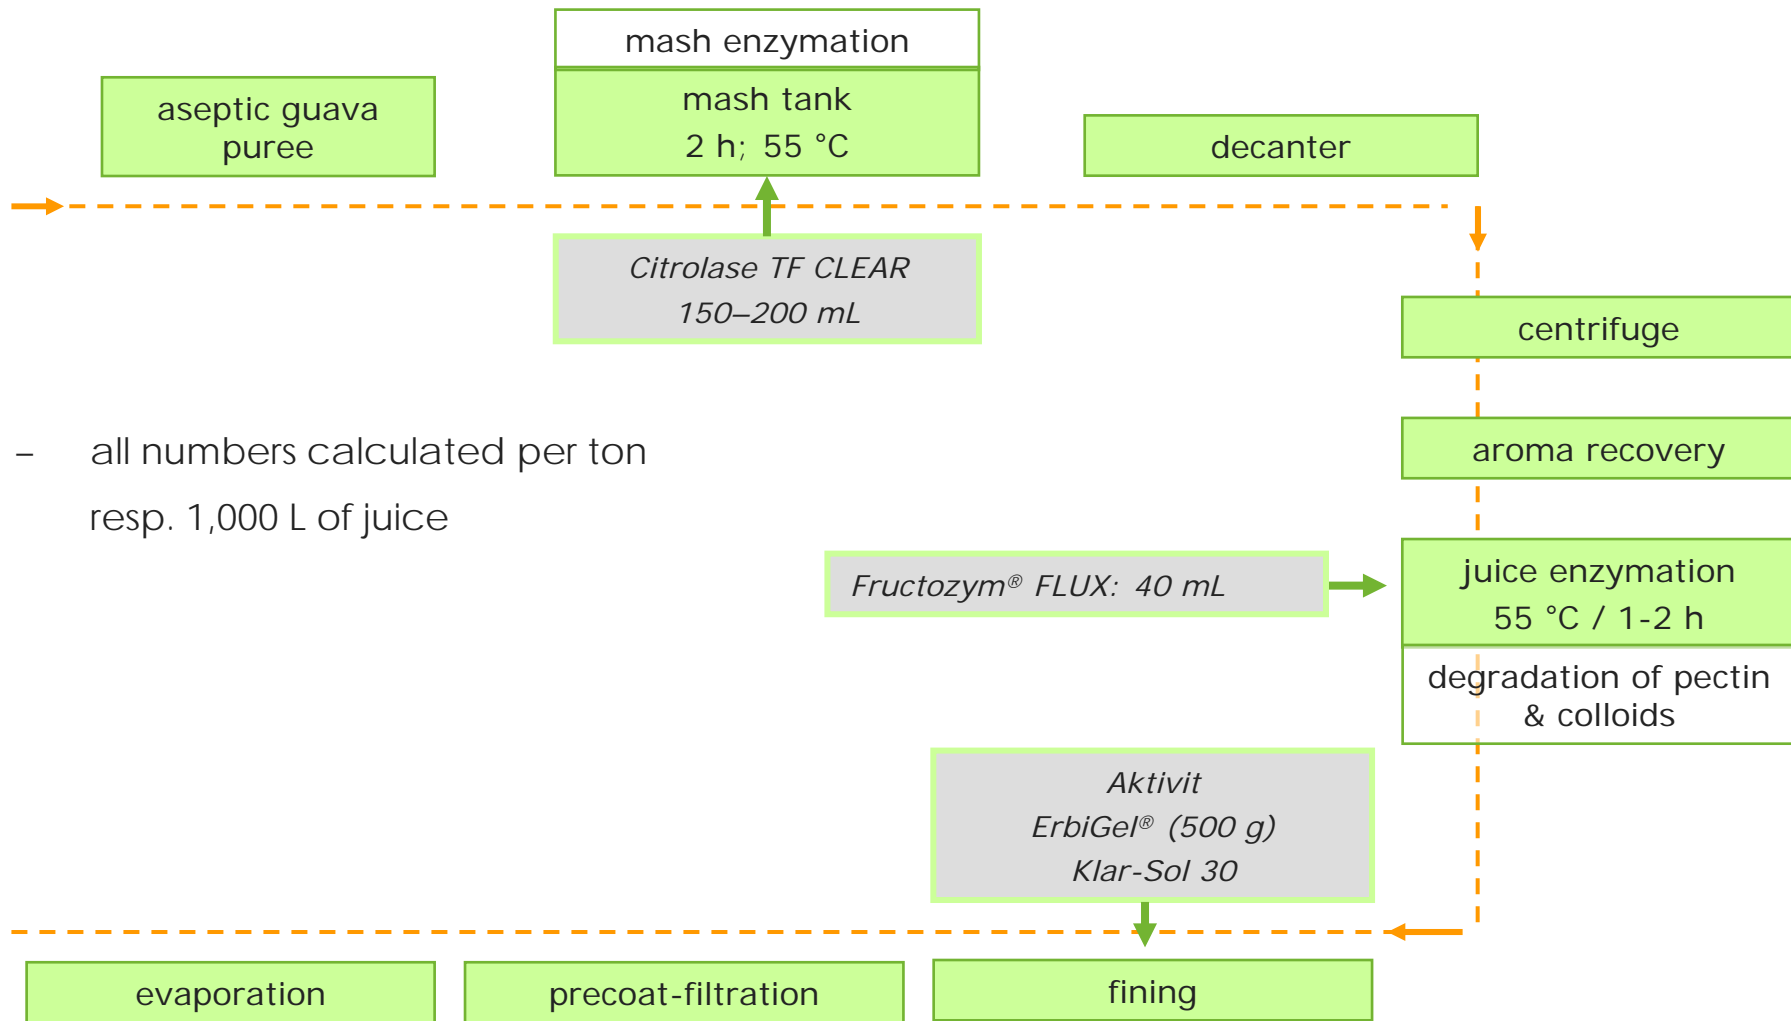 mash enzymation
aseptic guava
puree
mash tank
2 h; 55 °C
decanter
Citrolase TF CLEAR
150–200 mL
centrifuge
– all numbers calculated per ton
resp. 1,000 L of juice
aroma recovery
Fructozym® FLUX: 40 mL
juice enzymation
55 °C / 1-2 h
degradation of pectin
& colloids
Aktivit
ErbiGel® (500 g)
Klar-Sol 30
evaporation
precoat-filtration
fining